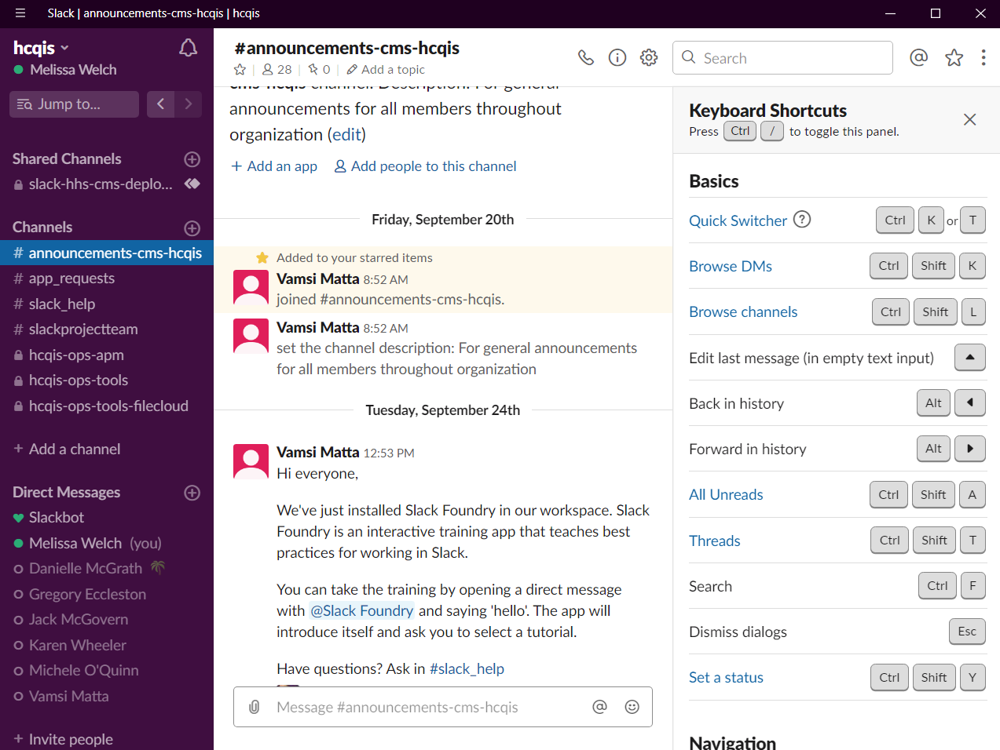 Slack | announcements-cms-hcqis | hcqis
hcqis
Melissa Welch
Jump to...
Shared Channels
slack-hhs-cms-deplo...
Channels
# announcements-cms-hcqis
# app_requests
# slack_help
# slackprojectteam
hcqis-ops-apm
hcqis-ops-tools
hcqis-ops-tools-filecloud
+ Add a channel
Direct Messages
Slackbot
Melissa Welch (you)
Danielle McGrath
Gregory Eccleston
Jack McGovern
Karen Wheeler
Michele O'Quinn
Vamsi Matta
+ Invite people
#announcements-cms-hcqis
28 | 0 | Add a topic
Search
cms-hcqis channel. Description: For general
announcements for all members throughout
organization (edit)
+ Add an app Add people to this channel
Friday, September 20th
Added to your starred items
Vamsi Matta 8:52 AM
joined #announcements-cms-hcqis.
Vamsi Matta 8:52 AM
set the channel description: For general announcements
for all members throughout organization
Tuesday, September 24th
Vamsi Matta 12:53 PM
Hi everyone,
We've just installed Slack Foundry in our workspace. Slack
Foundry is an interactive training app that teaches best
practices for working in Slack.
You can take the training by opening a direct message
with @Slack Foundry and saying 'hello'. The app will
introduce itself and ask you to select a tutorial.
Have questions? Ask in #slack_help
Message #announcements-cms-hcqis
Keyboard Shortcuts
Press Ctrl / to toggle this panel.
Basics
Quick Switcher ? Ctrl K or T
Browse DMs Ctrl Shift K
Browse channels Ctrl Shift L
Edit last message (in empty text input)
Back in history Alt
Forward in history Alt
All Unreads Ctrl Shift A
Threads Ctrl Shift T
Search Ctrl F
Dismiss dialogs Esc
Set a status Ctrl Shift Y
Navigation